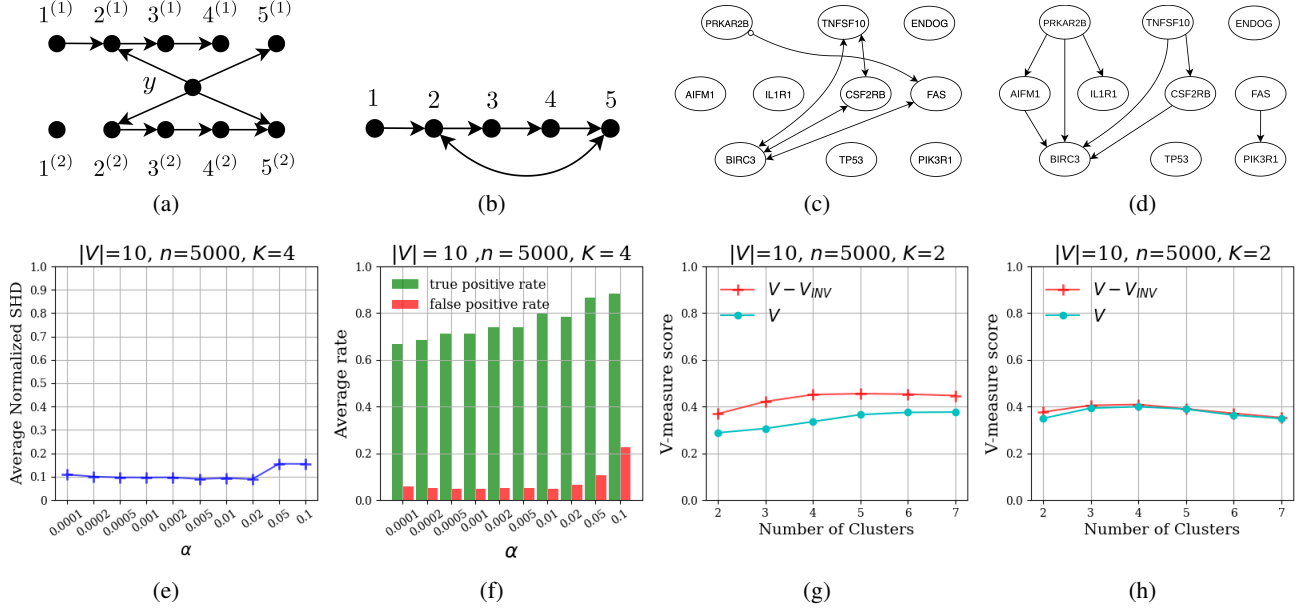 1^{(1)} 2^{(1)} 3^{(1)} 4^{(1)} 5^{(1)}
y
1^{(2)} 2^{(2)} 3^{(2)} 4^{(2)} 5^{(2)}
(a)
1 2 3 4 5
(b)
PRKAR2B TNFSF10 ENDOG
AIFM1 IL1R1 CSF2RB FAS
BIRC3 TP53 PIK3R1
(c)
PRKAR2B TNFSF10 ENDOG
AIFM1 IL1R1 CSF2RB FAS
BIRC3 TP53 PIK3R1
(d)
|V|=10, n=5000, K=4
Average Normalized SHD
1.0
0.9
0.8
0.7
0.6
0.5
0.4
0.3
0.2
0.1
0
0.0001 0.0002 0.0005 0.001 0.002 0.005 0.01 0.02 0.05 0.1
α
(e)
|V| = 10 ,n = 5000, K = 4
true positive rate
false positive rate
Average rate
1.0
0.8
0.6
0.4
0.2
0.0
0.0001 0.0002 0.0005 0.001 0.002 0.005 0.01 0.02 0.05 0.1
α
(f)
|V|=10, n=5000, K=2
V − V_{INV}
V
V-measure score
1.0
0.8
0.6
0.4
0.2
0.0
2 3 4 5 6 7
Number of Clusters
(g)
|V|=10, n=5000, K=2
V − V_{INV}
V
V-measure score
1.0
0.8
0.6
0.4
0.2
0.0
2 3 4 5 6 7
Number of Clusters
(h)